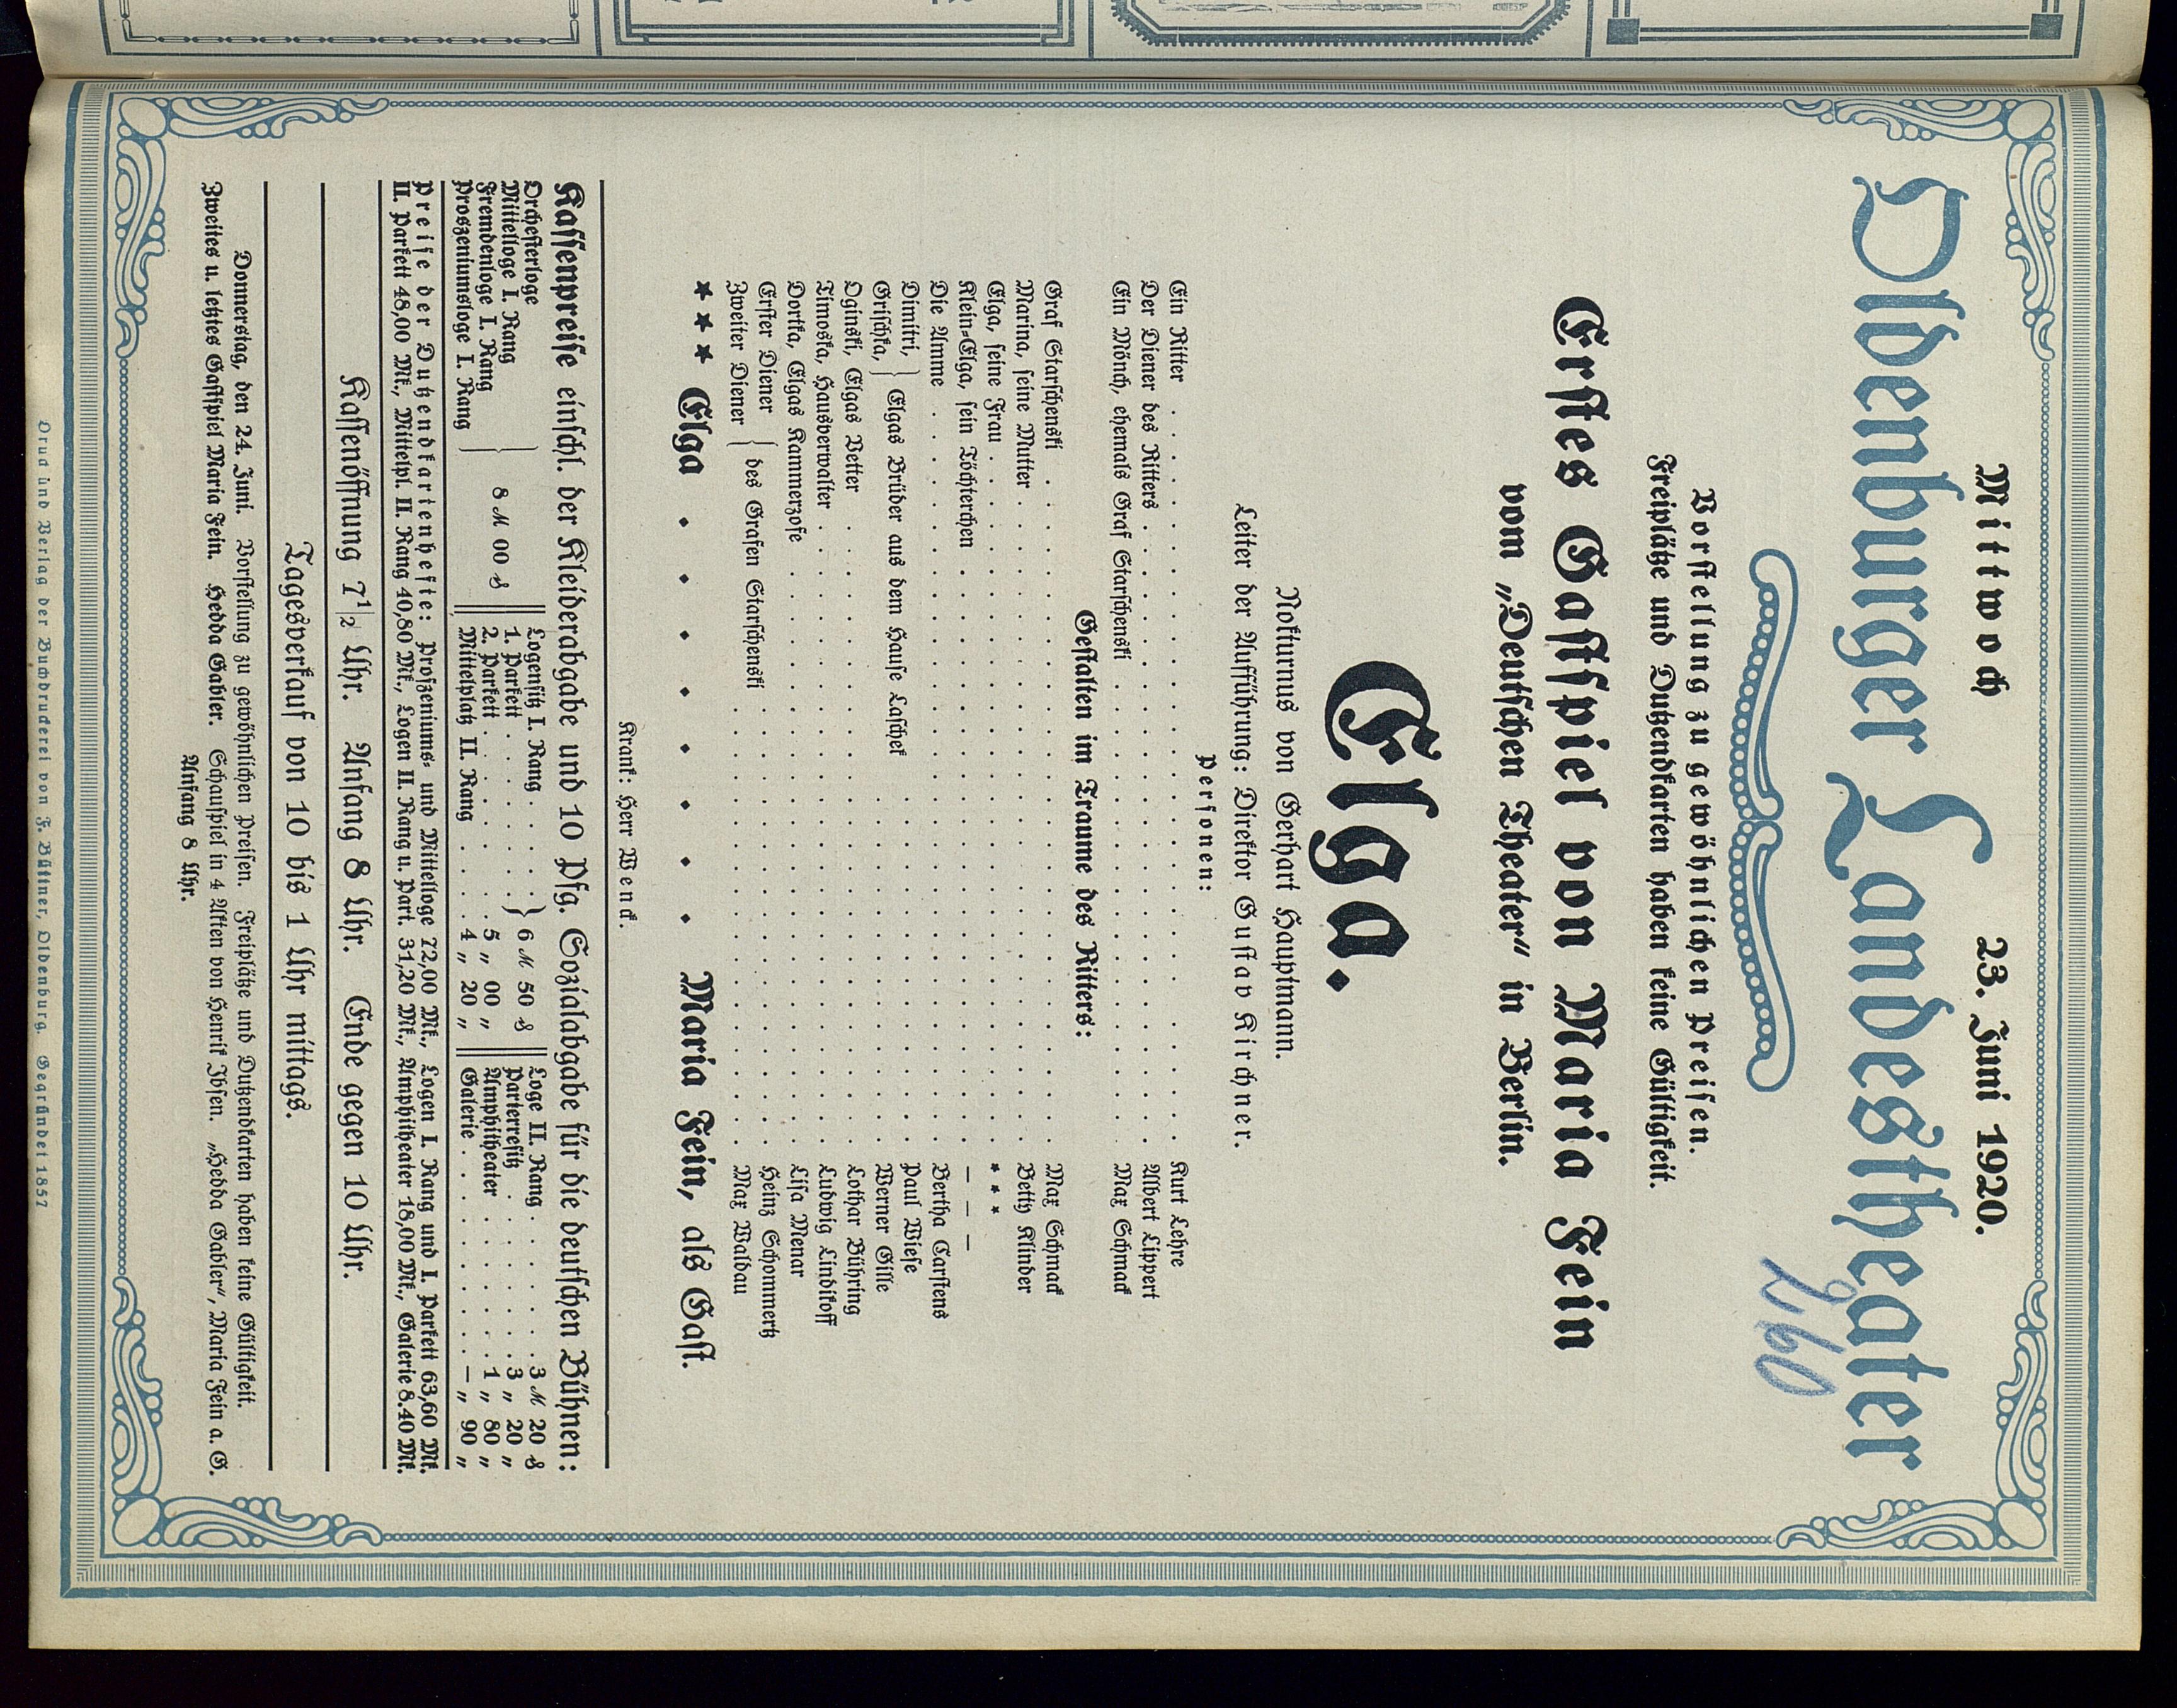 Mittwoch 23. Juni 1920.
Oldenburger Landestheater
260
Vorstellung zu gewöhnlichen Preisen.
Freiplätze und Dutzendkarten haben keine Gültigkeit.
Erstes Gastspiel von Maria Fein
vom „Deutschen Theater“ in Berlin.
Elga.
Nokturnus von Gerhart Hauptmann.
Leiter der Aufführung: Direktor Gustav Kirchner.
Personen:
Ein Ritter . . . . . Kurt Lehre
Der Diener des Ritters . . . . . Albert Lippert
Ein Mönch, ehemals Graf Starschenski . . . . . Max Schmack
Gestalten im Traume des Ritters:
Graf Starschenski . . . . . Max Schmack
Marina, seine Mutter . . . . . Betty Klinder
Elga, seine Frau . . . . . * * *
Klein-Elga, sein Töchterchen . . . . . — — —
Die Amme . . . . . Bertha Carstens
Dimitri, } Elgas Brüder aus dem Hause Laschek . . . . . Paul Wiese
Grischka, } . . . . . Werner Gille
Oginski, Elgas Vetter . . . . . Lothar Bühring
Timoska, Hausverwalter . . . . . Ludwig Lindikoff
Dortka, Elgas Kammerzofe . . . . . Lisa Menar
Erster Diener } des Grafen Starschenski . . . . . Heinz Schommertz
Zweiter Diener } . . . . . Max Waldau
*** Elga . . . . . . . . Maria Fein, als Gast.
Krank: Herr Wenck.
Kassenpreise einschl. der Kleiderabgabe und 10 Pfg. Sozialabgabe für die deutschen Bühnen:
Orchesterloge
Mittelloge I. Rang
Fremdenloge I. Rang
Proszeniumsloge I. Rang } 8 M 00 ₰
Logensitz I. Rang . . .
1. Parkett . . . . . } 6 M 50 ₰
2. Parkett . . . . . 5 „ 00 „
Mittelplatz II. Rang . . . 4 „ 20 „
Loge II. Rang . . . . . 3 M 20 ₰
Parterresitz . . . . . 3 „ 20 „
Amphitheater . . . . . 1 „ 80 „
Galerie . . . . . — „ 90 „
Preise der Dutzendkartenhefte: Proszeniums- und Mittelloge 72,00 Mk., Logen I. Rang und I. Parkett 63,60 Mk.
II. Parkett 48,00 Mk., Mittelpl. II. Rang 40,80 Mk., Logen II. Rang u. Part. 31,20 Mk., Amphitheater 18,00 Mk., Galerie 8.40 Mk.
Kassenöffnung 7½ Uhr. Anfang 8 Uhr. Ende gegen 10 Uhr.
Tagesverkauf von 10 bis 1 Uhr mittags.
Donnerstag, den 24. Juni. Vorstellung zu gewöhnlichen Preisen. Freiplätze und Dutzendkarten haben keine Gültigkeit.
Zweites u. letztes Gastspiel Maria Fein. Hedda Gabler. Schauspiel in 4 Akten von Henrik Ibsen. „Hedda Gabler“, Maria Fein a. G.
Anfang 8 Uhr.
Druck und Verlag der Buchdruckerei von F. Büttner, Oldenburg. Gegründet 1857